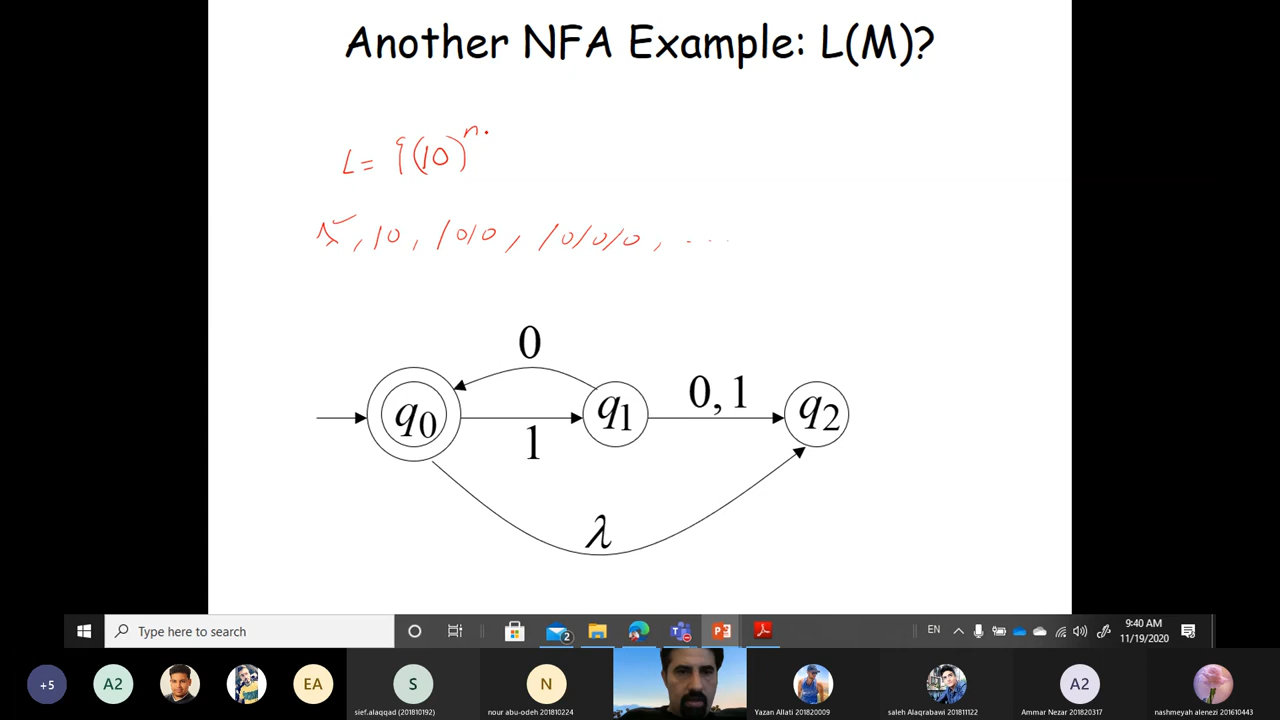 Another NFA Example: L(M)?
L = {(10)^n.
λ, 10, 1010, 101010, ....
0
0,1
q0
q1
q2
1
λ
Type here to search
2
EN
9:40 AM
11/19/2020
+5
A2
EA
S
N
A2
sief.alaqqad (201810192)
nour abu-odeh 201810224
Yazan Allati 201820009
saleh Alaqrabawi 201811122
Ammar Nezar 201820317
nashmeyah alenezi 201610443